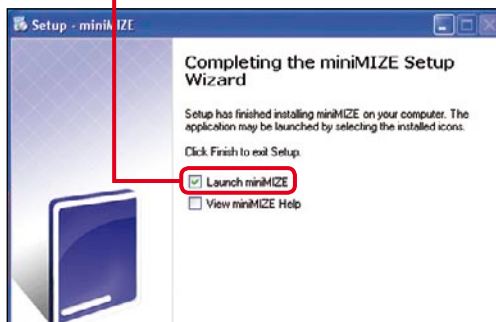 Setup - miniMIZE
Completing the miniMIZE Setup
Wizard
Setup has finished installing miniMIZE on your computer. The
application may be launched by selecting the installed icons.
Click Finish to exit Setup.
Launch miniMIZE
View miniMIZE Help